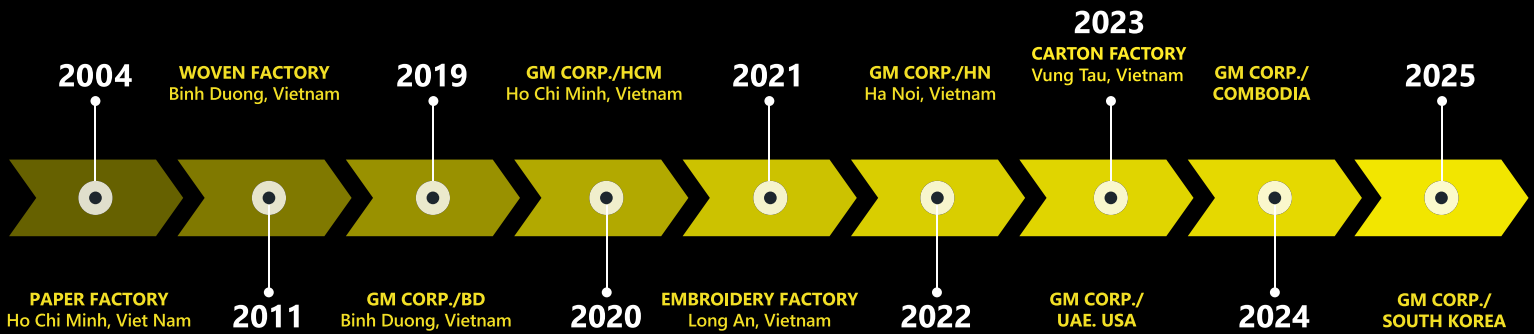 2004
PAPER FACTORY
Ho Chi Minh, Viet Nam
WOVEN FACTORY
Binh Duong, Vietnam
2011
2019
GM CORP./BD
Binh Duong, Vietnam
GM CORP./HCM
Ho Chi Minh, Vietnam
2020
2021
EMBROIDERY FACTORY
Long An, Vietnam
GM CORP./HN
Ha Noi, Vietnam
2022
2023
CARTON FACTORY
Vung Tau, Vietnam
GM CORP./
UAE. USA
GM CORP./
COMBODIA
2024
2025
GM CORP./
SOUTH KOREA